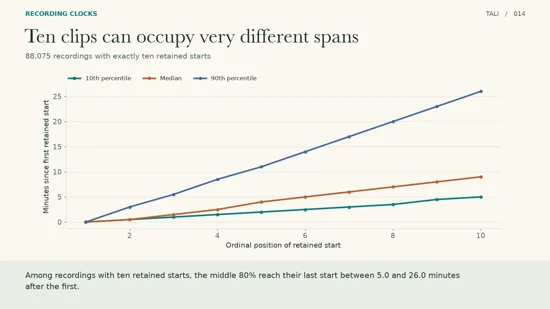 RECORDING CLOCKS
TALI / 014
Ten clips can occupy very different spans
88,075 recordings with exactly ten retained starts
10th percentile Median 90th percentile
Minutes since first retained start
25
20
15
10
5
0
2 4 6 8 10
Ordinal position of retained start
Among recordings with ten retained starts, the middle 80% reach their last start between 5.0 and 26.0 minutes
after the first.